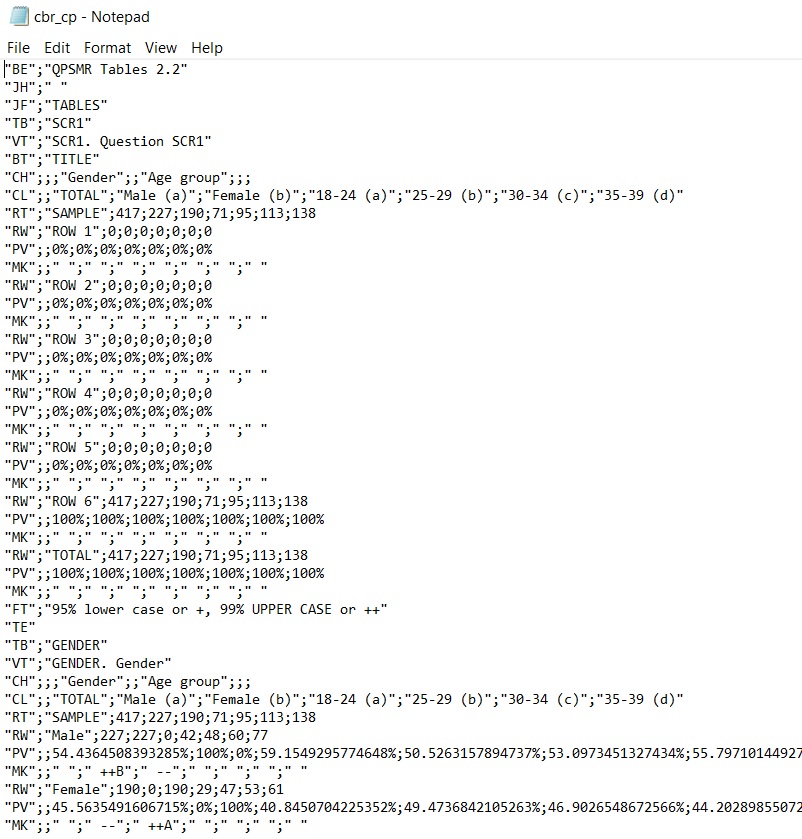 cbr_cp - Notepad
File Edit Format View Help
"BE";"QPSMR Tables 2.2"
"JH";" "
"JF";"TABLES"
"TB";"SCR1"
"VT";"SCR1. Question SCR1"
"BT";"TITLE"
"CH";;;"Gender";;"Age group";;;
"CL";;"TOTAL";"Male (a)";"Female (b)";"18-24 (a)";"25-29 (b)";"30-34 (c)";"35-39 (d)"
"RT";"SAMPLE";417;227;190;71;95;113;138
"RW";"ROW 1";0;0;0;0;0;0;0
"PV";;0%;0%;0%;0%;0%;0%;0%
"MK";;" ";" ";" ";" ";" ";" ";" "
"RW";"ROW 2";0;0;0;0;0;0;0
"PV";;0%;0%;0%;0%;0%;0%;0%
"MK";;" ";" ";" ";" ";" ";" ";" "
"RW";"ROW 3";0;0;0;0;0;0;0
"PV";;0%;0%;0%;0%;0%;0%;0%
"MK";;" ";" ";" ";" ";" ";" ";" "
"RW";"ROW 4";0;0;0;0;0;0;0
"PV";;0%;0%;0%;0%;0%;0%;0%
"MK";;" ";" ";" ";" ";" ";" ";" "
"RW";"ROW 5";0;0;0;0;0;0;0
"PV";;0%;0%;0%;0%;0%;0%;0%
"MK";;" ";" ";" ";" ";" ";" ";" "
"RW";"ROW 6";417;227;190;71;95;113;138
"PV";;100%;100%;100%;100%;100%;100%;100%
"MK";;" ";" ";" ";" ";" ";" ";" "
"RW";"TOTAL";417;227;190;71;95;113;138
"PV";;100%;100%;100%;100%;100%;100%;100%
"MK";;" ";" ";" ";" ";" ";" ";" "
"FT";"95% lower case or +, 99% UPPER CASE or ++"
"TE"
"TB";"GENDER"
"VT";"GENDER. Gender"
"CH";;;"Gender";;"Age group";;;
"CL";;"TOTAL";"Male (a)";"Female (b)";"18-24 (a)";"25-29 (b)";"30-34 (c)";"35-39 (d)"
"RT";"SAMPLE";417;227;190;71;95;113;138
"RW";"Male";227;227;0;42;48;60;77
"PV";;54.4364508393285%;100%;0%;59.1549295774648%;50.5263157894737%;53.0973451327434%;55.79710144927
"MK";;" ";" ++B";" --";" ";" ";" ";" "
"RW";"Female";190;0;190;29;47;53;61
"PV";;45.5635491606715%;0%;100%;40.8450704225352%;49.4736842105263%;46.9026548672566%;44.20289855072
"MK";;" ";" --";" ++A";" ";" ";" ";" "